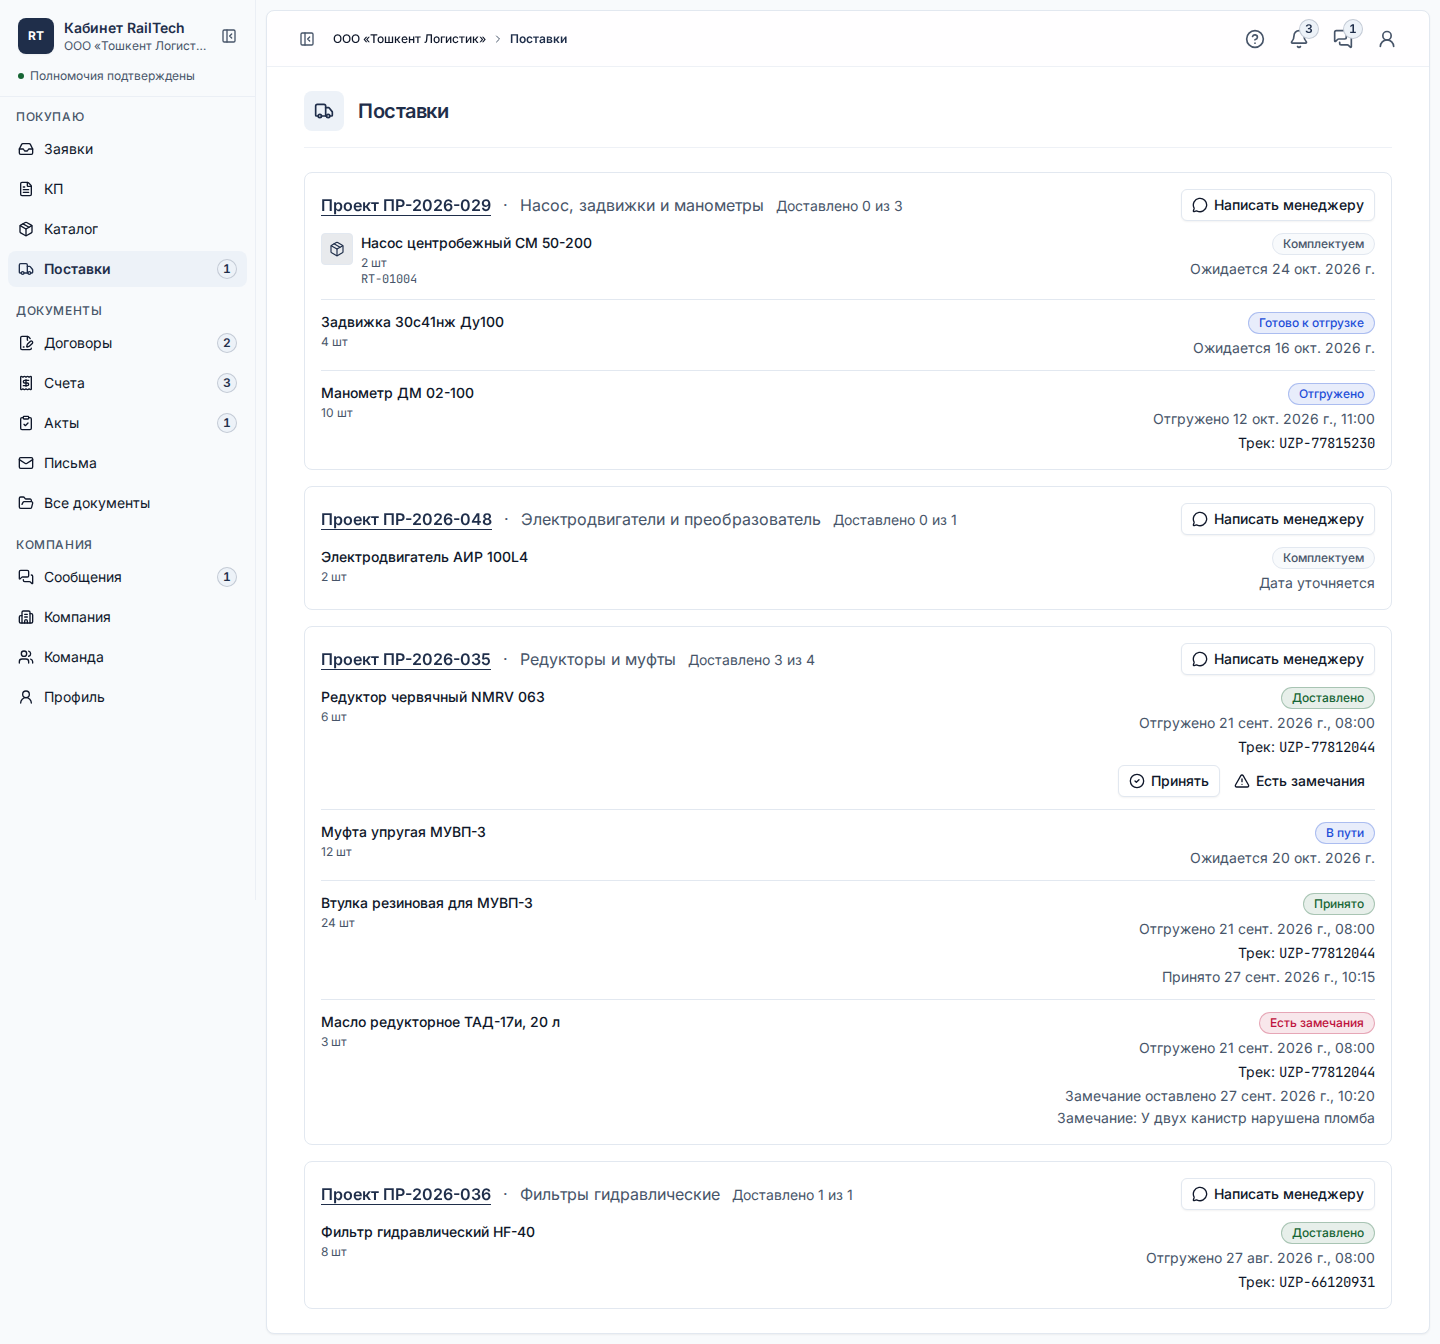 RT
Кабинет RailTech
ООО «Тошкент Логист...
Полномочия подтверждены
ПОКУПАЮ
Заявки
КП
Каталог
Поставки 1
ДОКУМЕНТЫ
Договоры 2
Счета 3
Акты 1
Письма
Все документы
КОМПАНИЯ
Сообщения 1
Компания
Команда
Профиль
ООО «Тошкент Логистик» > Поставки
3 1
Поставки
Проект ПР-2026-029 · Насос, задвижки и манометры Доставлено 0 из 3 Написать менеджеру
Насос центробежный СМ 50-200 Комплектуем
2 шт Ожидается 24 окт. 2026 г.
RT-01004
Задвижка 30с41нж Ду100 Готово к отгрузке
4 шт Ожидается 16 окт. 2026 г.
Манометр ДМ 02-100 Отгружено
10 шт Отгружено 12 окт. 2026 г., 11:00
Трек: UZP-77815230
Проект ПР-2026-048 · Электродвигатели и преобразователь Доставлено 0 из 1 Написать менеджеру
Электродвигатель АИР 100L4 Комплектуем
2 шт Дата уточняется
Проект ПР-2026-035 · Редукторы и муфты Доставлено 3 из 4 Написать менеджеру
Редуктор червячный NMRV 063 Доставлено
6 шт Отгружено 21 сент. 2026 г., 08:00
Трек: UZP-77812044
Принять Есть замечания
Муфта упругая МУВП-3 В пути
12 шт Ожидается 20 окт. 2026 г.
Втулка резиновая для МУВП-3 Принято
24 шт Отгружено 21 сент. 2026 г., 08:00
Трек: UZP-77812044
Принято 27 сент. 2026 г., 10:15
Масло редукторное ТАД-17и, 20 л Есть замечания
3 шт Отгружено 21 сент. 2026 г., 08:00
Трек: UZP-77812044
Замечание оставлено 27 сент. 2026 г., 10:20
Замечание: У двух канистр нарушена пломба
Проект ПР-2026-036 · Фильтры гидравлические Доставлено 1 из 1 Написать менеджеру
Фильтр гидравлический HF-40 Доставлено
8 шт Отгружено 27 авг. 2026 г., 08:00
Трек: UZP-66120931